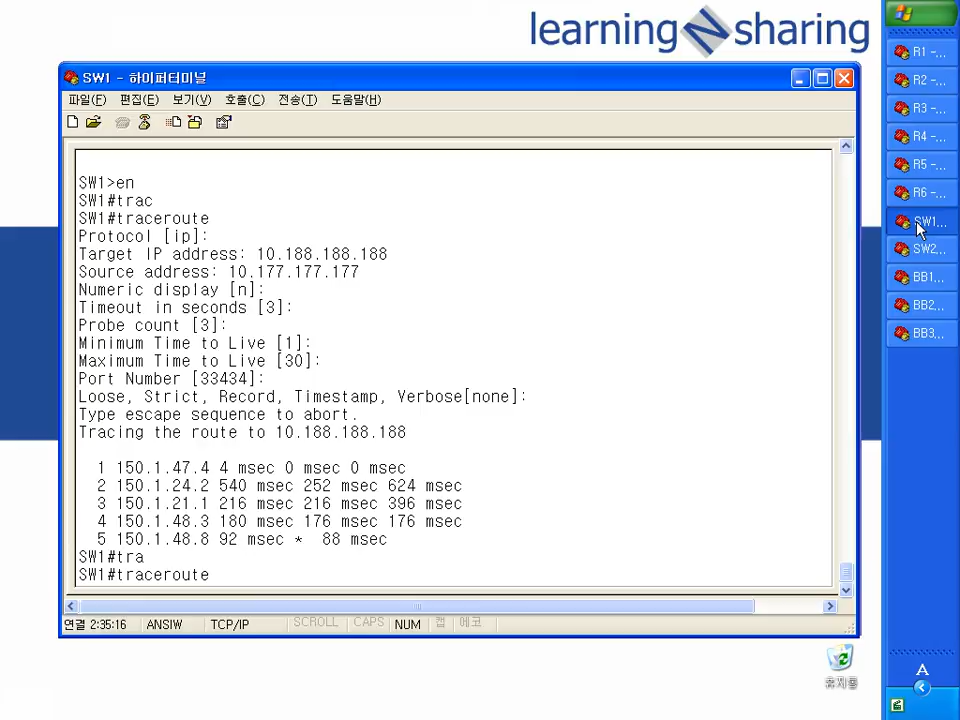 learning sharing
SW1 - 하이퍼터미널
파일(F) 편집(E) 보기(V) 호출(C) 전송(T) 도움말(H)
SW1>en
SW1#trac
SW1#traceroute
Protocol [ip]:
Target IP address: 10.188.188.188
Source address: 10.177.177.177
Numeric display [n]:
Timeout in seconds [3]:
Probe count [3]:
Minimum Time to Live [1]:
Maximum Time to Live [30]:
Port Number [33434]:
Loose, Strict, Record, Timestamp, Verbose[none]:
Type escape sequence to abort.
Tracing the route to 10.188.188.188
1 150.1.47.4 4 msec 0 msec 0 msec
2 150.1.24.2 540 msec 252 msec 624 msec
3 150.1.21.1 216 msec 216 msec 396 msec
4 150.1.48.3 180 msec 176 msec 176 msec
5 150.1.48.8 92 msec * 88 msec
SW1#tra
SW1#traceroute
연결 2:35:16 ANSIW TCP/IP SCROLL CAPS NUM 캡 에코
휴지통
R1 -...
R2 -...
R3 -...
R4 -...
R5 -...
R6 -...
SW1...
SW2...
BB1...
BB2...
BB3...
A